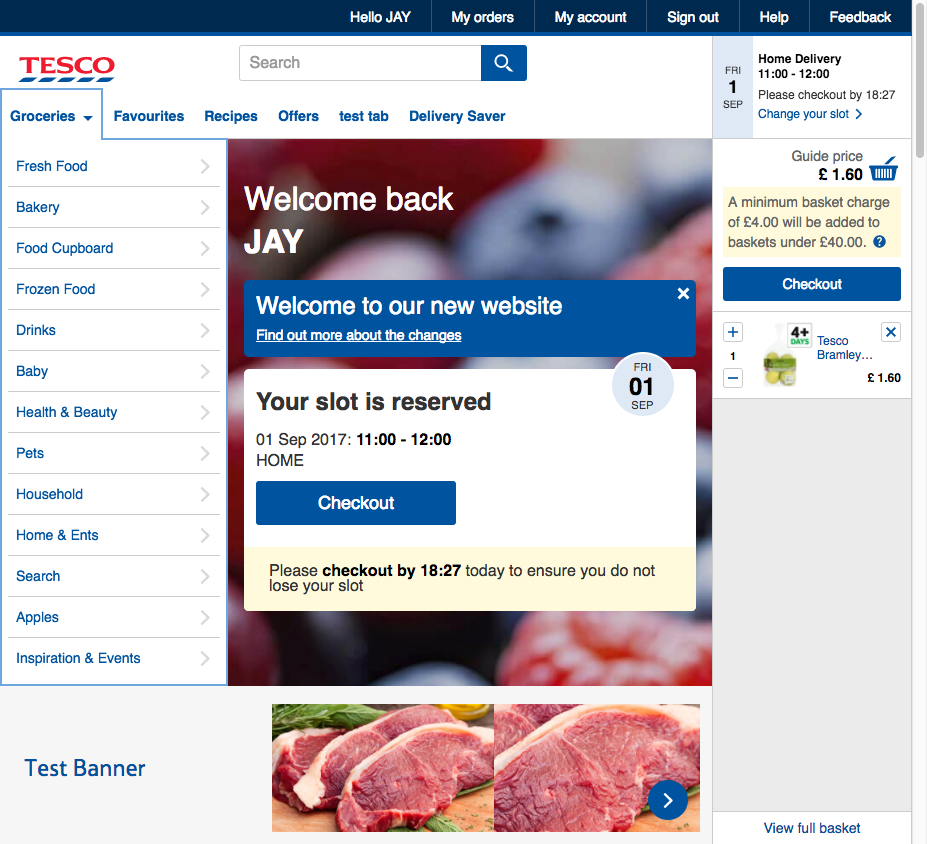 Hello JAY
My orders
My account
Sign out
Help
Feedback
TESCO
Search
Groceries
Favourites
Recipes
Offers
test tab
Delivery Saver
Fresh Food
Bakery
Food Cupboard
Frozen Food
Drinks
Baby
Health & Beauty
Pets
Household
Home & Ents
Search
Apples
Inspiration & Events
Welcome back
JAY
Welcome to our new website
Find out more about the changes
FRI
01
SEP
Your slot is reserved
01 Sep 2017: 11:00 - 12:00
HOME
Checkout
Please checkout by 18:27 today to ensure you do not
lose your slot
Test Banner
FRI
1
SEP
Home Delivery
11:00 - 12:00
Please checkout by 18:27
Change your slot
Guide price
£ 1.60
A minimum basket charge
of £4.00 will be added to
baskets under £40.00. ?
Checkout
+
1
−
4+
DAYS
Tesco
Bramley...
£ 1.60
View full basket